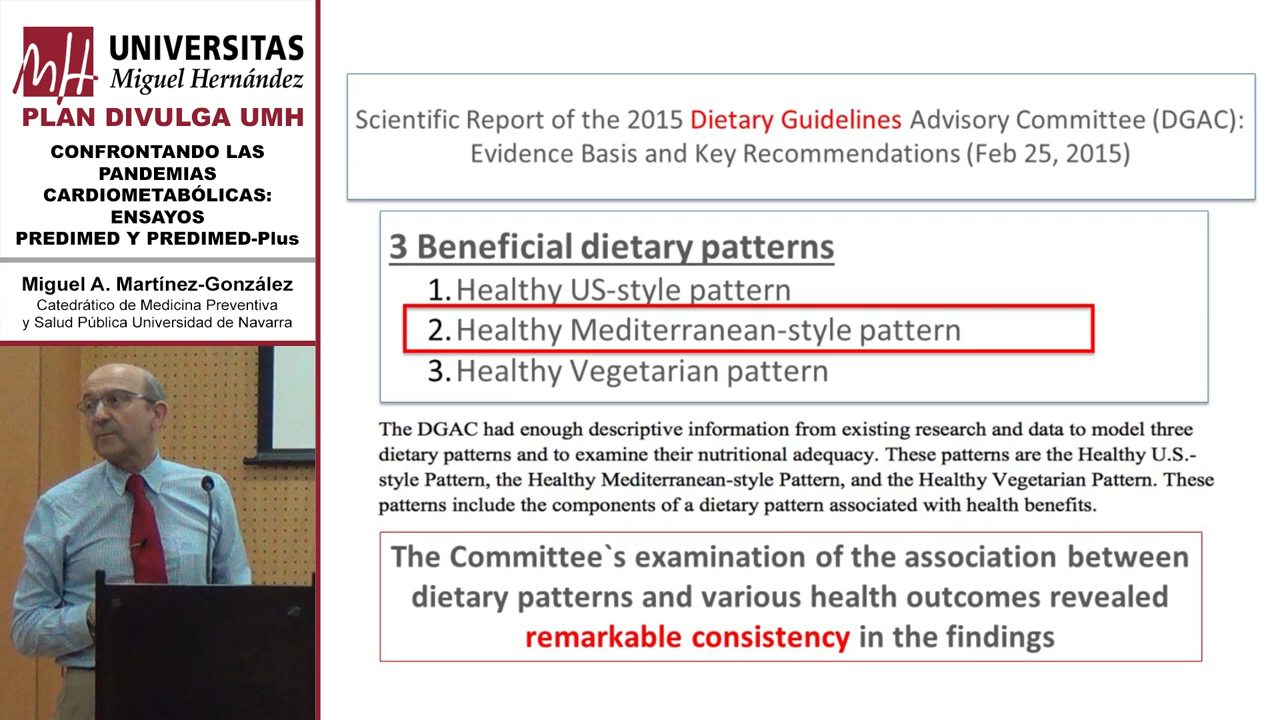 UNIVERSITAS
Miguel Hernández
PLAN DIVULGA UMH
CONFRONTANDO LAS
PANDEMIAS
CARDIOMETABÓLICAS:
ENSAYOS
PREDIMED Y PREDIMED-Plus
Miguel A. Martínez-González
Catedrático de Medicina Preventiva
y Salud Pública Universidad de Navarra
Scientific Report of the 2015 Dietary Guidelines Advisory Committee (DGAC):
Evidence Basis and Key Recommendations (Feb 25, 2015)
3 Beneficial dietary patterns
1. Healthy US-style pattern
2. Healthy Mediterranean-style pattern
3. Healthy Vegetarian pattern
The DGAC had enough descriptive information from existing research and data to model three
dietary patterns and to examine their nutritional adequacy. These patterns are the Healthy U.S.-
style Pattern, the Healthy Mediterranean-style Pattern, and the Healthy Vegetarian Pattern. These
patterns include the components of a dietary pattern associated with health benefits.
The Committee`s examination of the association between
dietary patterns and various health outcomes revealed
remarkable consistency in the findings